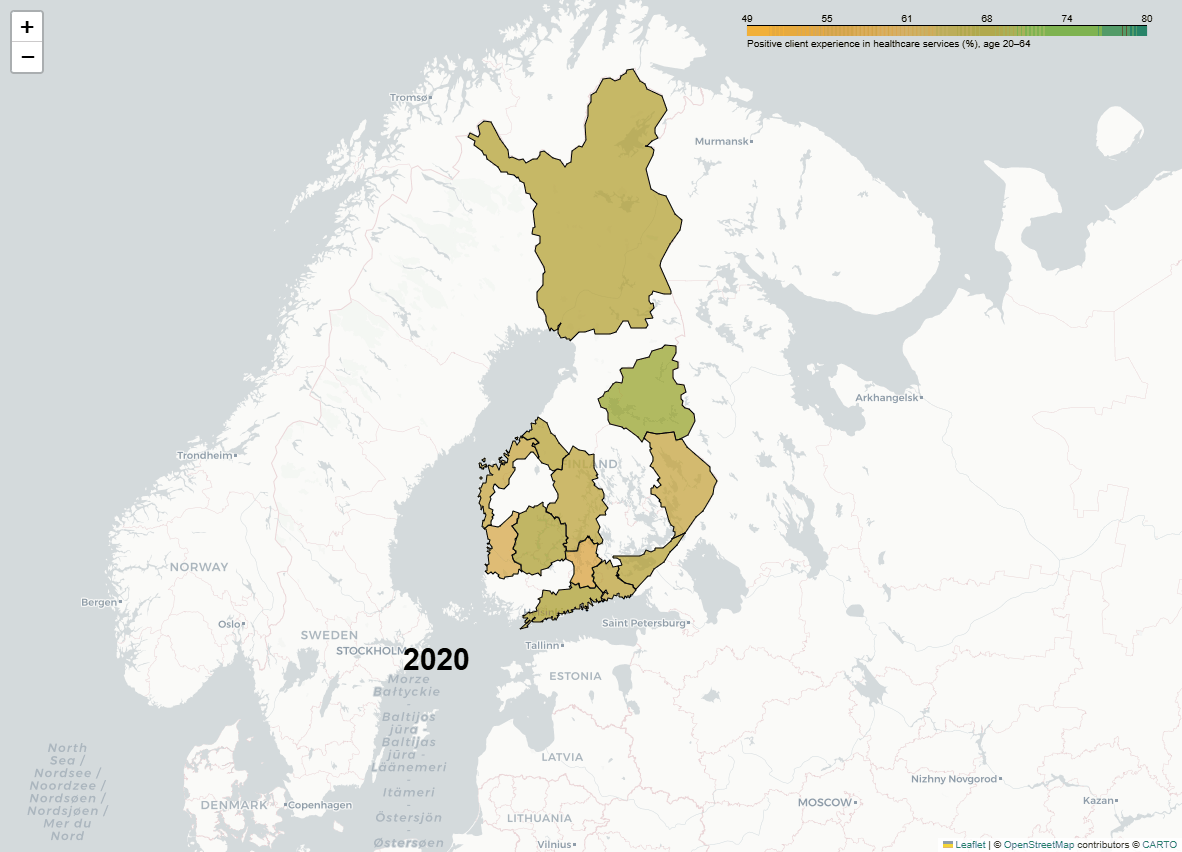 +
−
49 55 61 68 74 80
Positive client experience in healthcare services (%), age 20–64
Tromsø
Murmansk
Arkhangelsk
Trondheim
FINLAND
NORWAY
Bergen
Oslo
SWEDEN
STOCKHOLM
2020
Helsinki
Saint Petersburg
Tallinn
ESTONIA
Morze
Bałtyckie
-
Baltijos
jūra -
Baltijas
jūra -
Läänemeri
-
Itämeri
-
Östersjön
-
Østersøen
North
Sea /
Nordsee /
Noordzee /
Nordsøen /
Nordsjøen /
Mer du
Nord
LATVIA
DENMARK
Copenhagen
LITHUANIA
Vilnius
MOSCOW
Nizhny Novgorod
Kazan
Leaflet | © OpenStreetMap contributors © CARTO